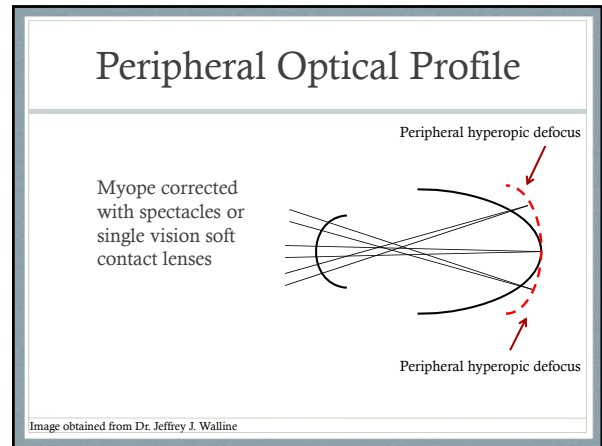 Peripheral Optical Profile
Peripheral hyperopic defocus
Myope corrected
with spectacles or
single vision soft
contact lenses
Peripheral hyperopic defocus
Image obtained from Dr. Jeffrey J. Walline